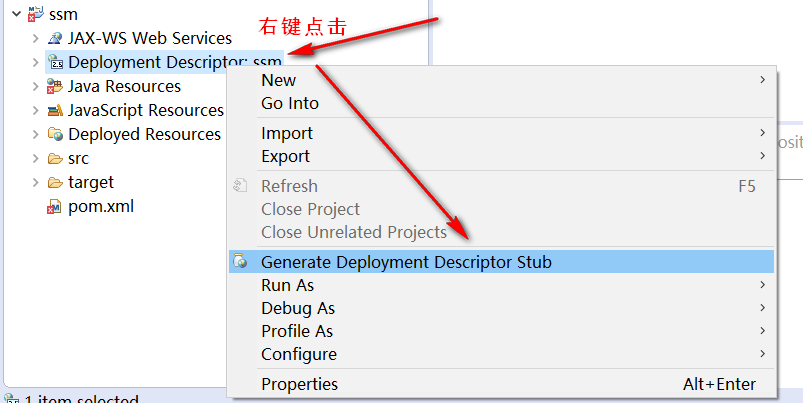 ssm
右键点击
JAX-WS Web Services
Deployment Descriptor: ssm
Java Resources
JavaScript Resources
Deployed Resources
src
target
pom.xml
New
Go Into
Import
Export
Refresh F5
Close Project
Close Unrelated Projects
Generate Deployment Descriptor Stub
Run As
Debug As
Profile As
Configure
Properties Alt+Enter
1 item selected